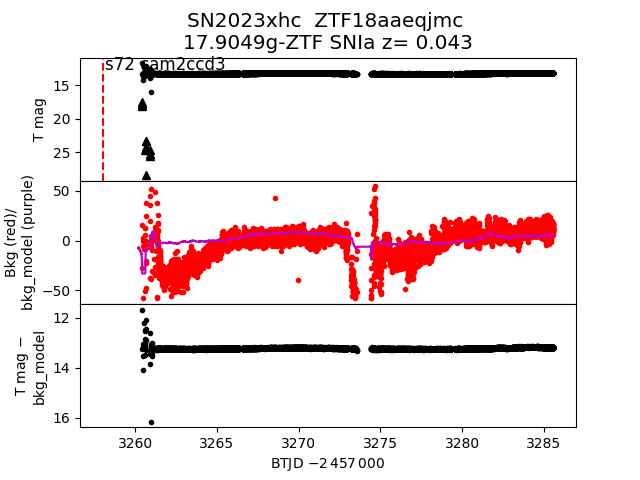 SN2023xhc  ZTF18aaeqjmc
17.9049g-ZTF SNIa z= 0.043
s72 sam2ccd3
15
20
25
T mag
50
0
−50
Bkg (red)/
bkg_model (purple)
12
14
16
T mag −
bkg_model
3260 3265 3270 3275 3280 3285
BTJD −2 457 000